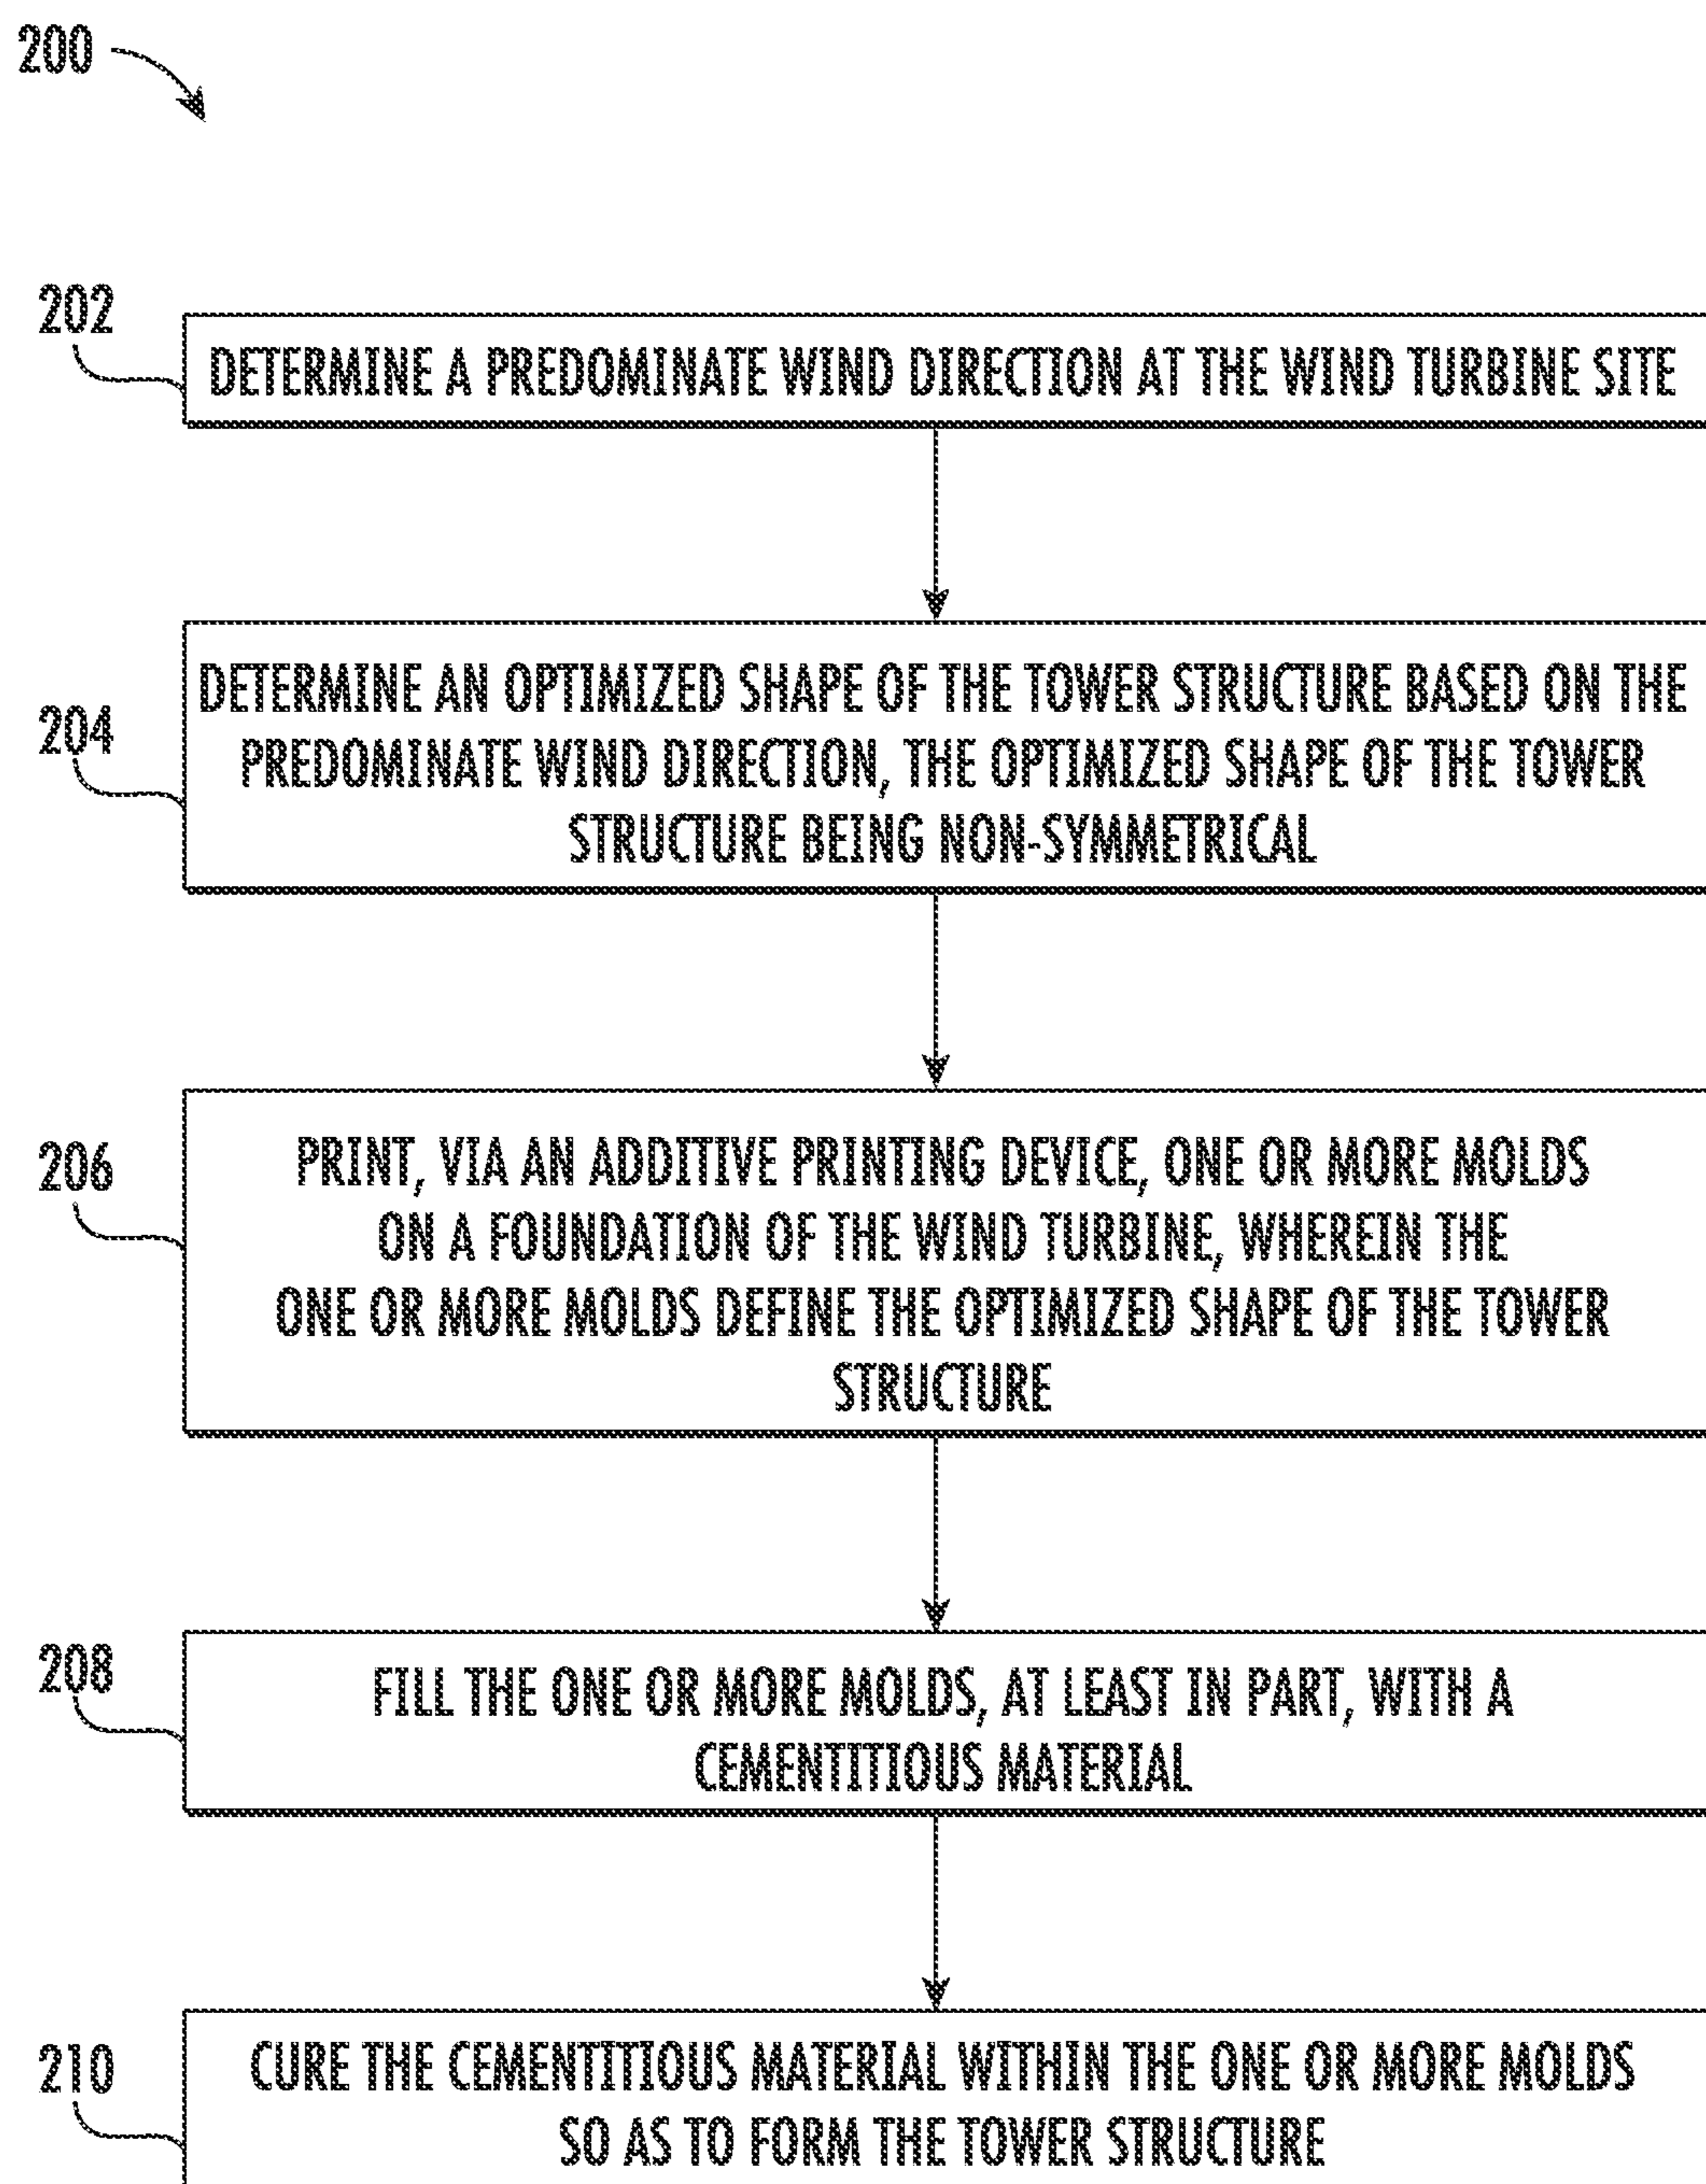 200
202
DETERMINE A PREDOMINATE WIND DIRECTION AT THE WIND TURBINE SITE
204
DETERMINE AN OPTIMIZED SHAPE OF THE TOWER STRUCTURE BASED ON THE
PREDOMINATE WIND DIRECTION, THE OPTIMIZED SHAPE OF THE TOWER
STRUCTURE BEING NON-SYMMETRICAL
206
PRINT, VIA AN ADDITIVE PRINTING DEVICE, ONE OR MORE MOLDS
ON A FOUNDATION OF THE WIND TURBINE, WHEREIN THE
ONE OR MORE MOLDS DEFINE THE OPTIMIZED SHAPE OF THE TOWER
STRUCTURE
208
FILL THE ONE OR MORE MOLDS, AT LEAST IN PART, WITH A
CEMENTITIOUS MATERIAL
210
CURE THE CEMENTITIOUS MATERIAL WITHIN THE ONE OR MORE MOLDS
SO AS TO FORM THE TOWER STRUCTURE